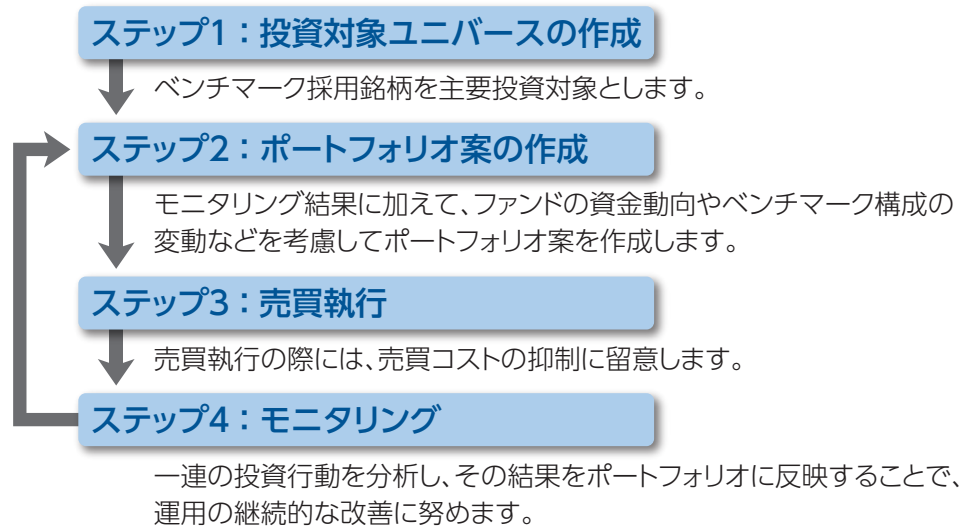 ステップ1：投資対象ユニバースの作成
ベンチマーク採用銘柄を主要投資対象とします。
ステップ2：ポートフォリオ案の作成
モニタリング結果に加えて、ファンドの資金動向やベンチマーク構成の
変動などを考慮してポートフォリオ案を作成します。
ステップ3：売買執行
売買執行の際には、売買コストの抑制に留意します。
ステップ4：モニタリング
一連の投資行動を分析し、その結果をポートフォリオに反映することで、
運用の継続的な改善に努めます。